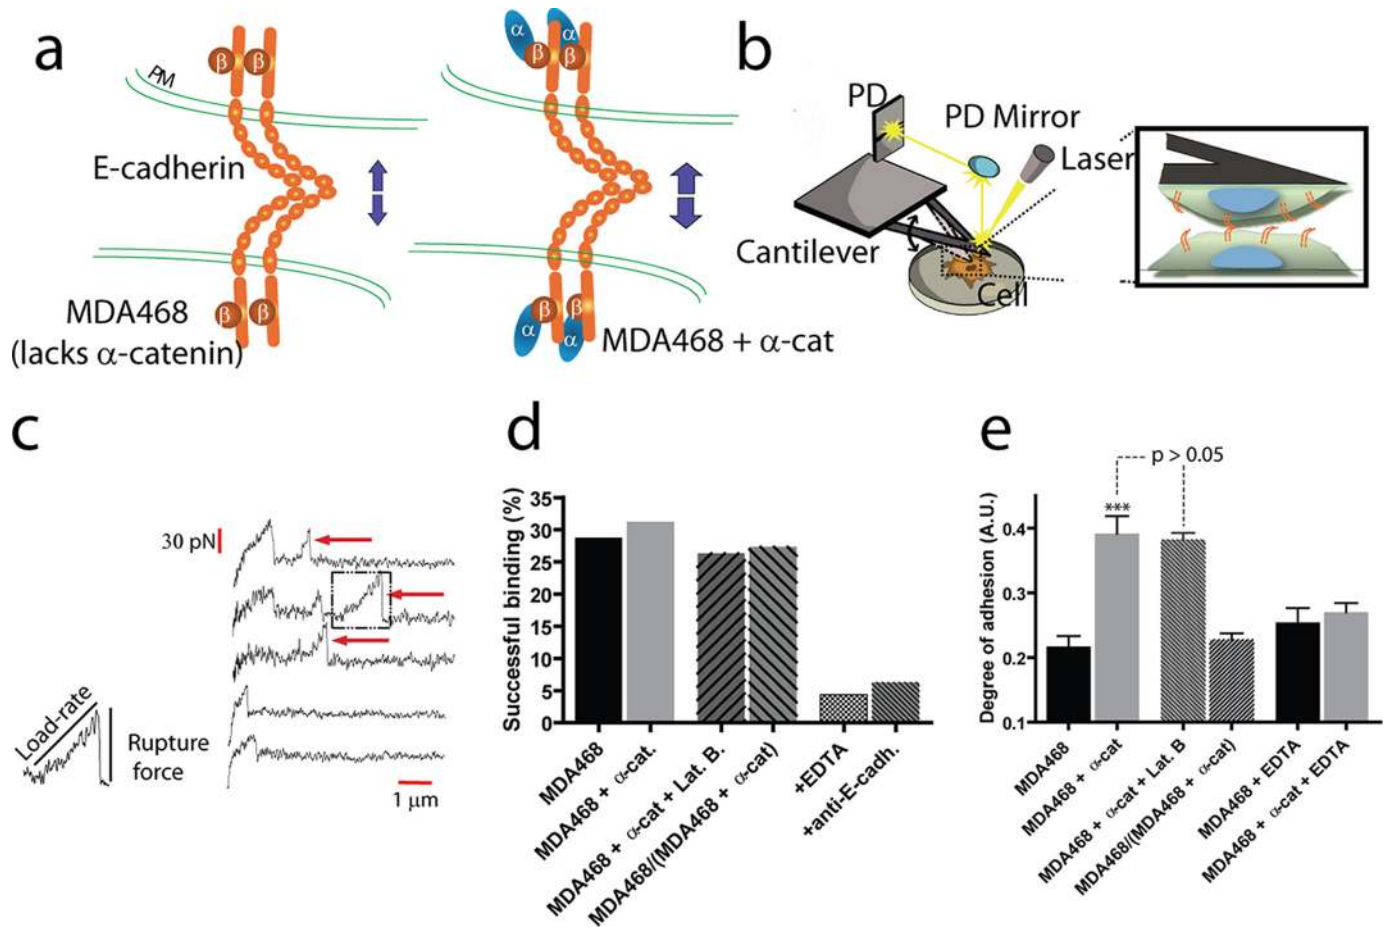 a
PM
E-cadherin
β β
β β
MDA468
(lacks α-catenin)
α α
β β
β β
α α
MDA468 + α-cat
b
PD
PD Mirror
Laser
Cantilever
Cell
c
30 pN
Load-rate
Rupture
force
1 μm
d
Successful binding (%)
35
30
25
20
15
10
5
0
MDA468
MDA468 + α-cat.
MDA468 + α-cat + Lat. B.
MDA468/(MDA468 + α-cat)
+EDTA
+anti-E-cadh.
e
p > 0.05
***
Degree of adhesion (A.U.)
0.4
0.3
0.2
0.1
MDA468
MDA468 + α-cat
MDA468 + α-cat + Lat. B
MDA468/(MDA468 + α-cat)
MDA468 + EDTA
MDA468 + α-cat + EDTA